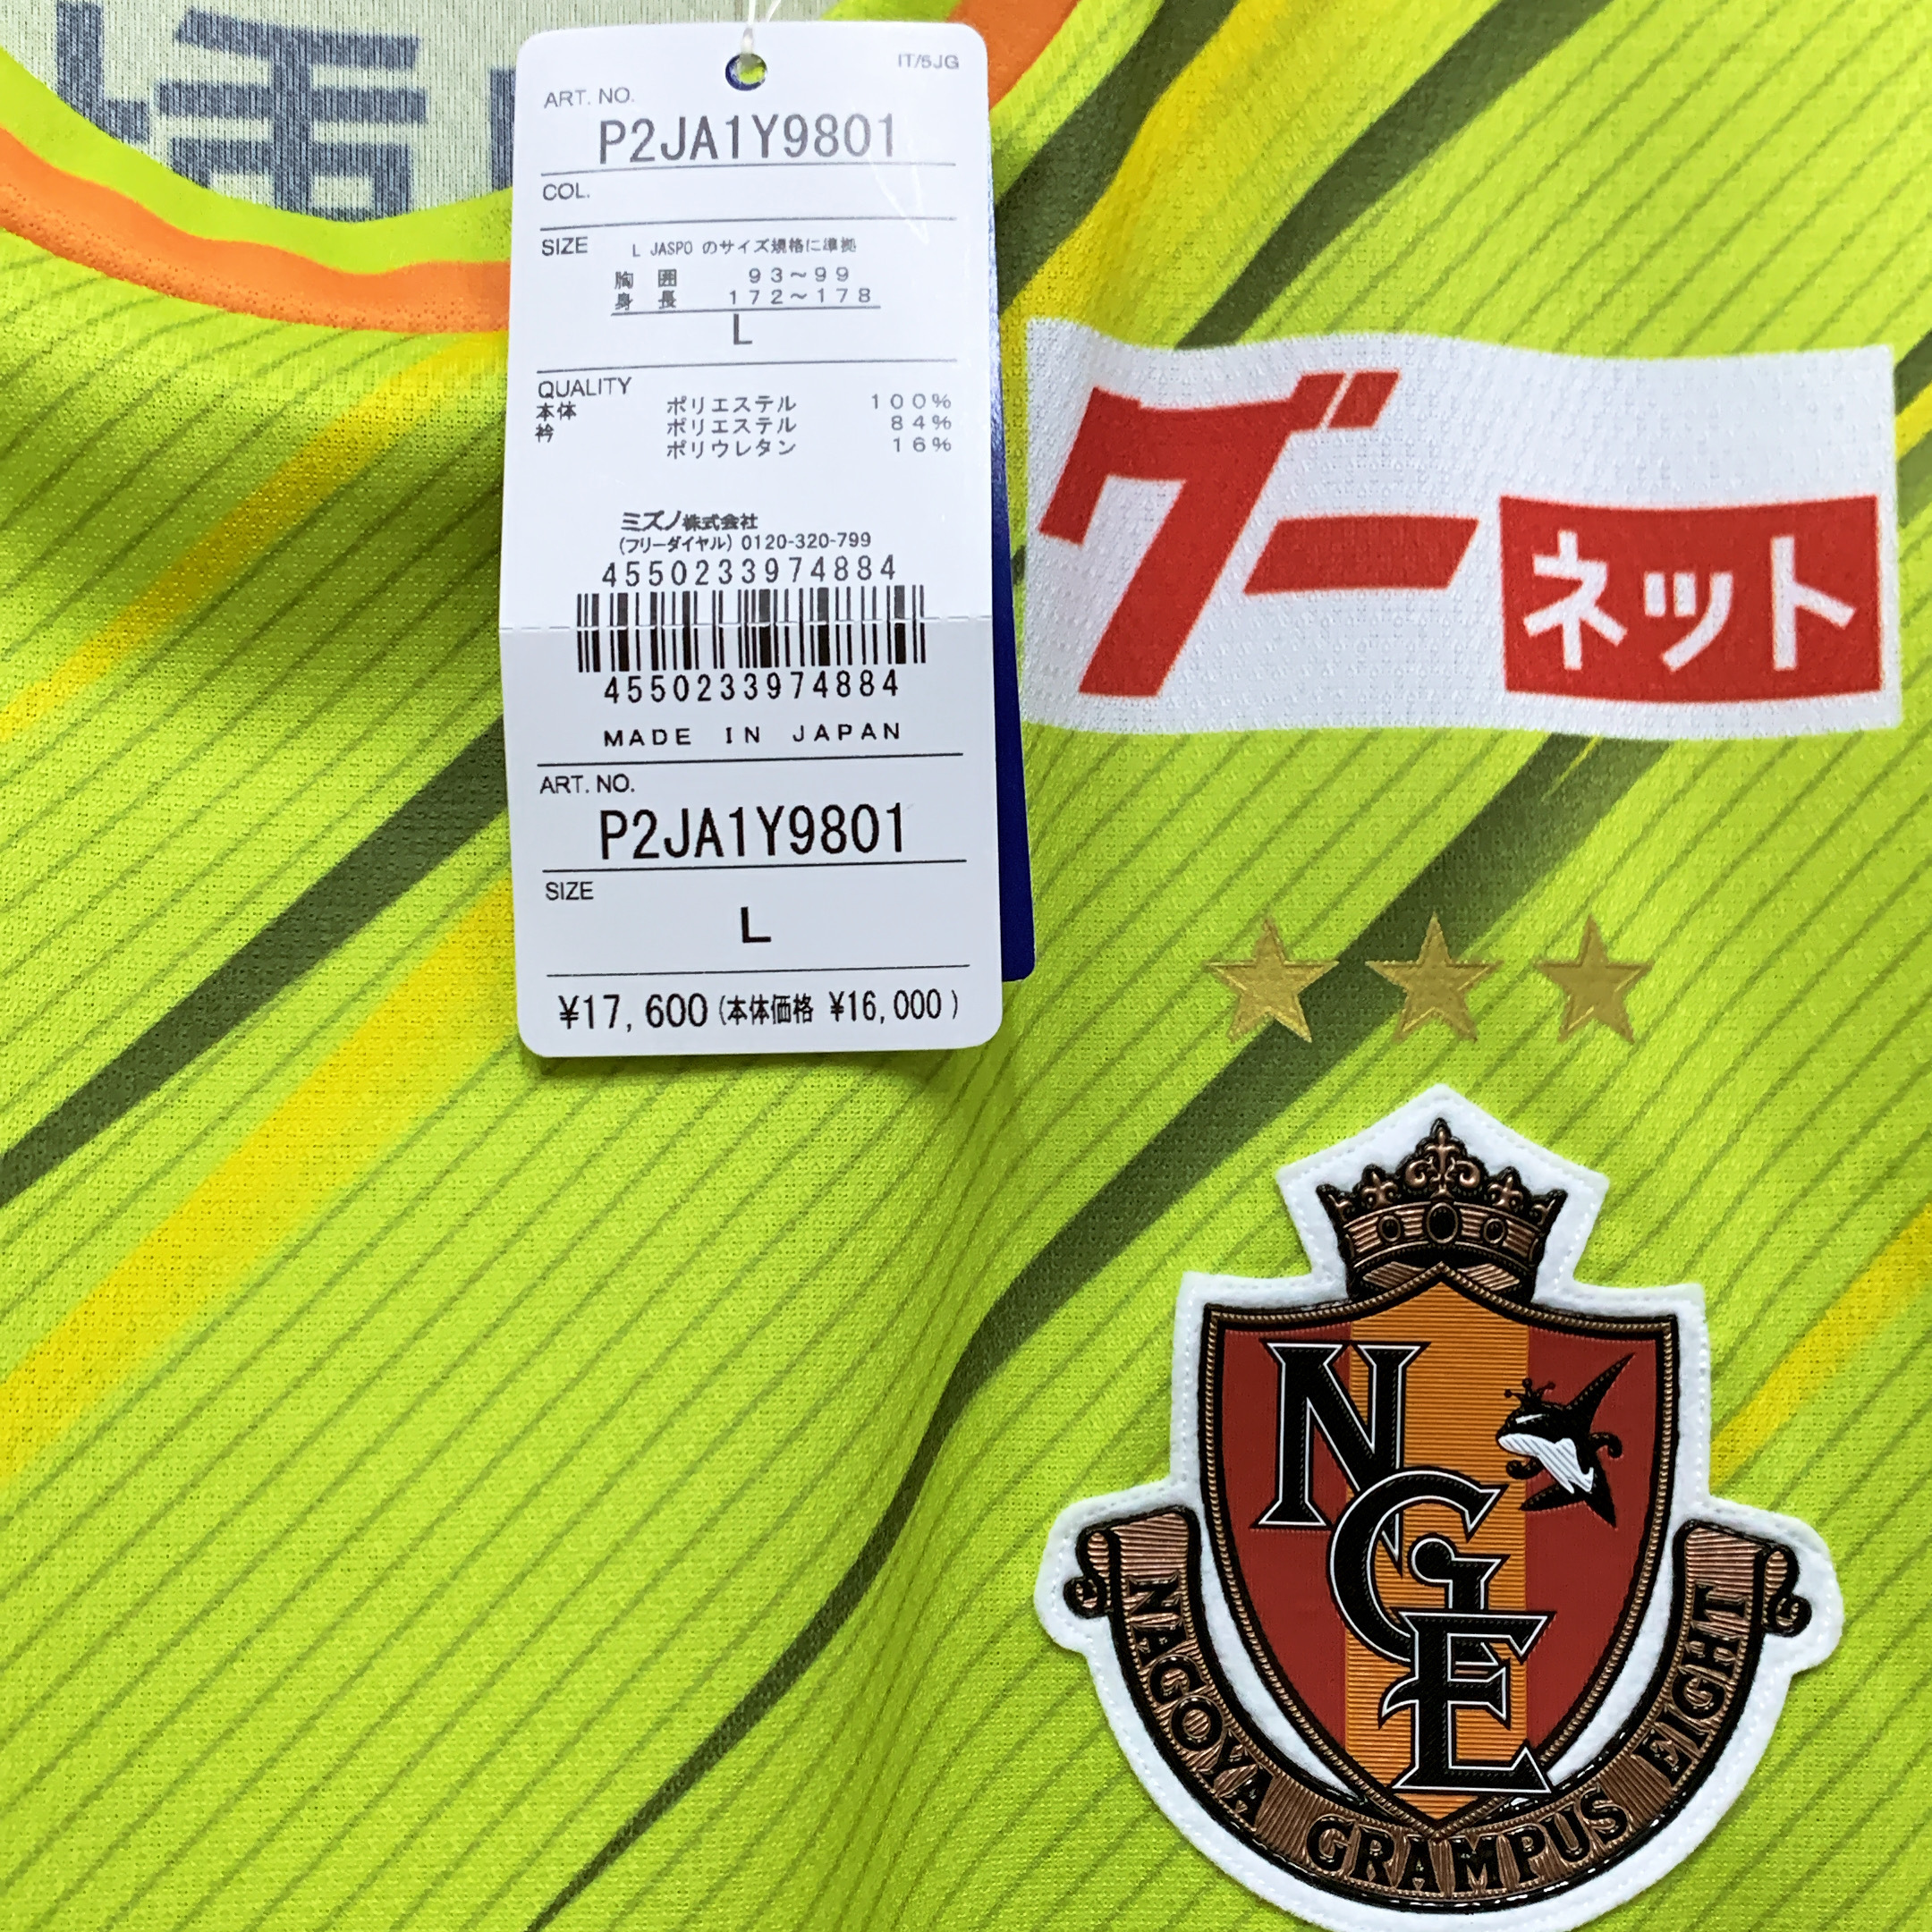 IT/5JG
ART. NO.
P2JA1Y9801
COL.
SIZE L JASPO のサイズ規格に準拠
胸 囲 93~99
身 長 172~178
L
QUALITY
本体 ポリエステル 100%
衿 ポリエステル 84%
ポリウレタン 16%
ミズノ株式会社
(フリーダイヤル) 0120-320-799
4550233974884
4550233974884
MADE IN JAPAN
ART. NO.
P2JA1Y9801
SIZE
L
¥17,600 (本体価格 ¥16,000)
グーネット
NGE
NAGOYA GRAMPUS EIGHT